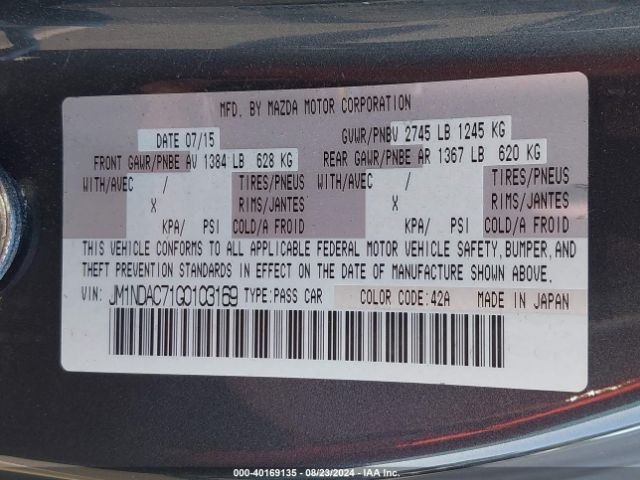 MFD. BY MAZDA MOTOR CORPORATION
DATE 07/15 GVWR/PNBV 2745 LB 1245 KG
FRONT GAWR/PNBE AV 1384 LB 628 KG REAR GAWR/PNBE AR 1367 LB 620 KG
WITH/AVEC / TIRES/PNEUS WITH/AVEC / TIRES/PNEUS
X RIMS/JANTES X RIMS/JANTES
KPA/ PSI COLD/A FROID KPA/ PSI COLD/A FROID
THIS VEHICLE CONFORMS TO ALL APPLICABLE FEDERAL MOTOR VEHICLE SAFETY, BUMPER, AND
THEFT PREVENTION STANDARDS IN EFFECT ON THE DATE OF MANUFACTURE SHOWN ABOVE.
VIN: JM1NDAC71G0103169 TYPE:PASS CAR COLOR CODE:42A MADE IN JAPAN
000-40169135 - 08/23/2024 - IAA Inc.